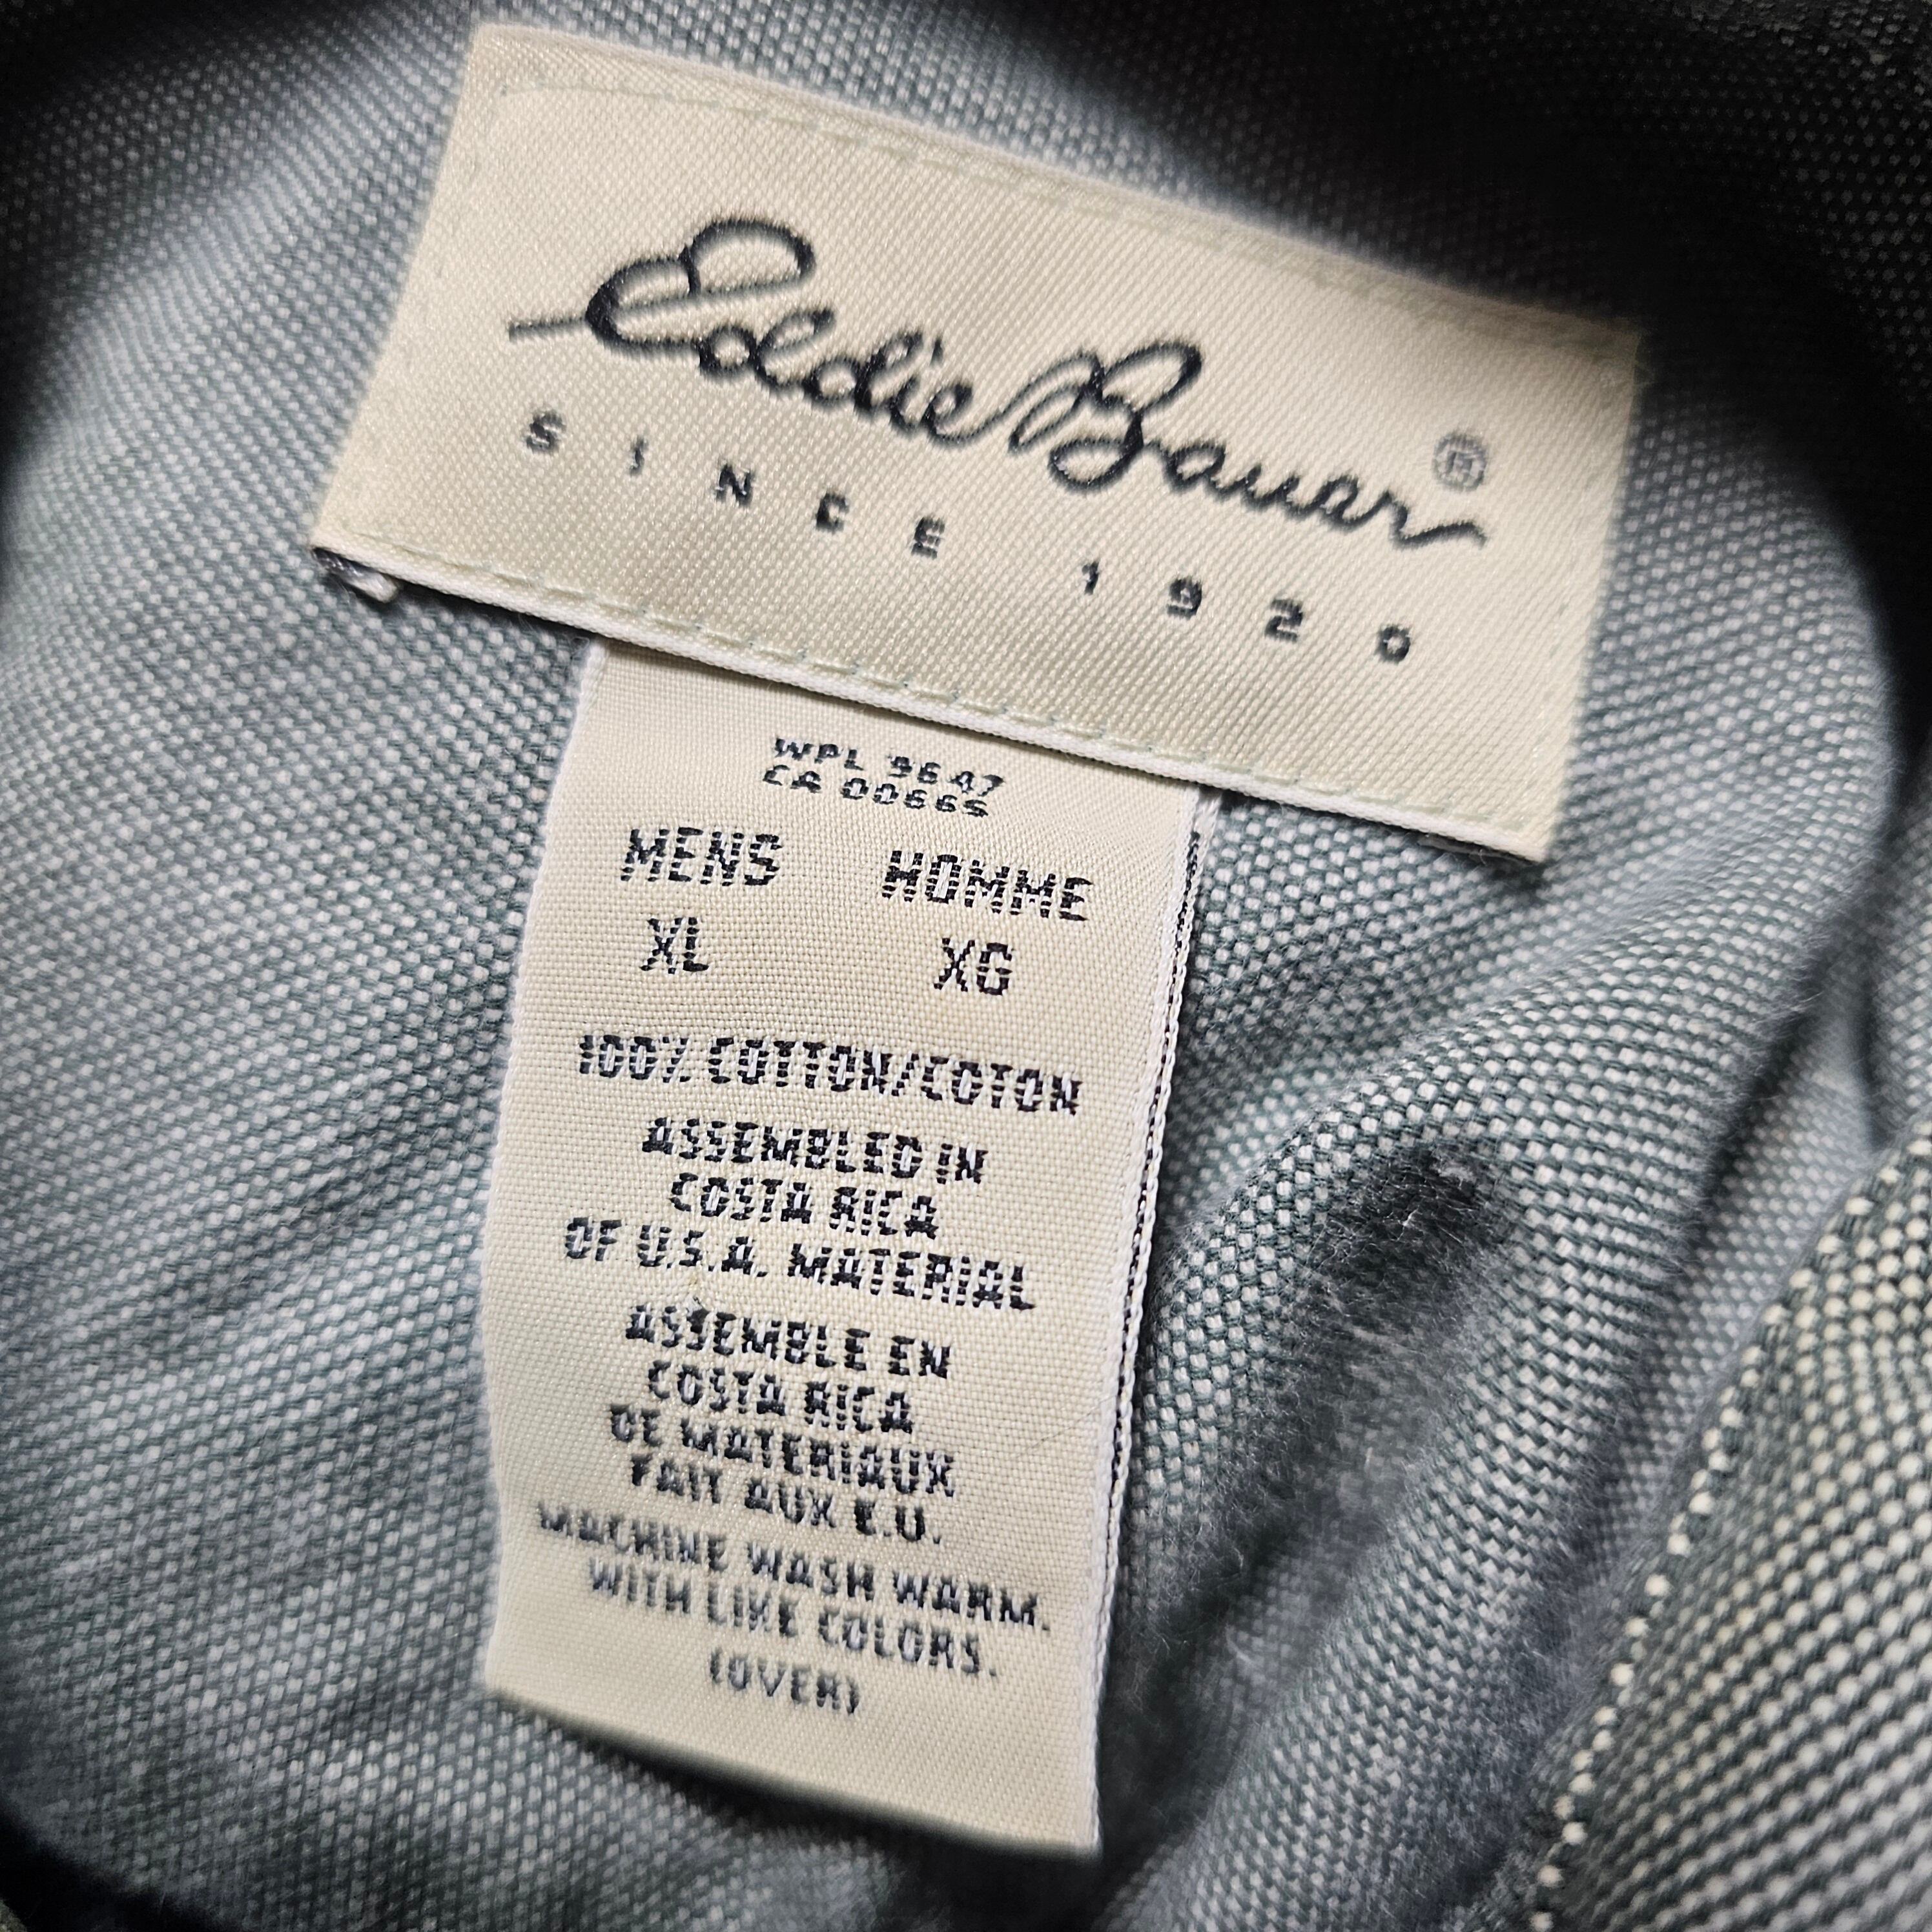 Eddie Bauer ®
SINCE 1920
WPL 9647
CA 00665
MENS HOMME
XL XG
100% COTTON/COTON
ASSEMBLED IN
COSTA RICA
OF U.S.A. MATERIAL
ASSEMBLE EN
COSTA RICA
DE MATERIAUX
FAIT AUX E.U.
MACHINE WASH WARM.
WITH LIKE COLORS.
(OVER)